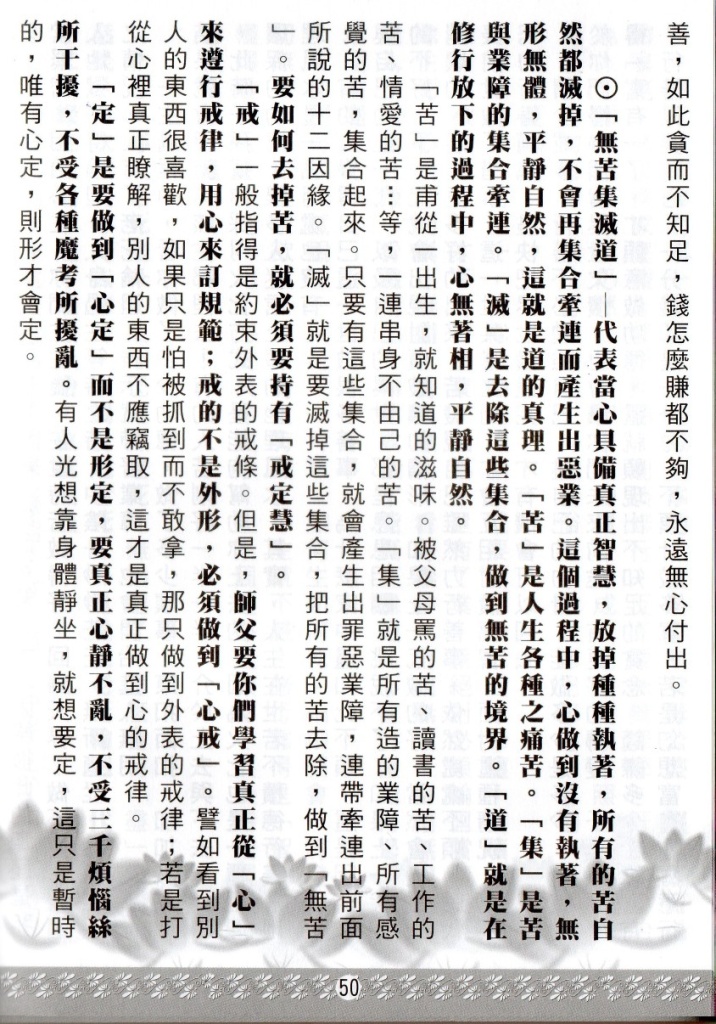 善，如此貪而不知足，錢怎麼賺都不夠，永遠無心付出。
⊙「無苦集滅道」—代表當心具備真正智慧，放掉種種執著，所有的苦自
然都滅掉，不會再集合牽連而產生出惡業。這個過程中，心做到沒有執著，無
形無體，平靜自然，這就是道的真理。「苦」是人生各種之痛苦。「集」是苦
與業障的集合牽連。「滅」是去除這些集合，做到無苦的境界。「道」就是在
修行放下的過程中，心無著相，平靜自然。
「苦」是甫從，出生，就知道的滋味。被父母罵的苦，讀書的苦，工作的
苦，情愛的苦…等，連串身不由己的苦。「集」就是所有造的業障、所有感
覺的苦，集合起來。只要有這些集合，就會產生出罪惡業障，連帶牽連出前面
所說的十二因緣。「滅」就是要滅掉這些集合，把所有的苦去除，做到「無苦
」。要如何去掉苦，就必須要持有「戒定慧」。
「戒」一般指得是約束外表的戒條。但是，師父要你們學習真正從「心」
來遵行戒律，用心來訂規範；戒的不是外形，必須做到「心戒」。譬如看到別
人的東西很喜歡，如果只是怕被抓到而不敢拿，那只做到外表的戒律；若是打
從心裡真正瞭解，別人的東西不應竊取，這才是真正做到心的戒律。
「定」是要做到「心定」而不是形定，要真正心靜不亂，不受三千煩惱絲
所干擾，不受各種魔考所擾亂。有人光想靠身體靜坐，就想要定，這只是暫時
的，唯有心定，則形才會定。
50